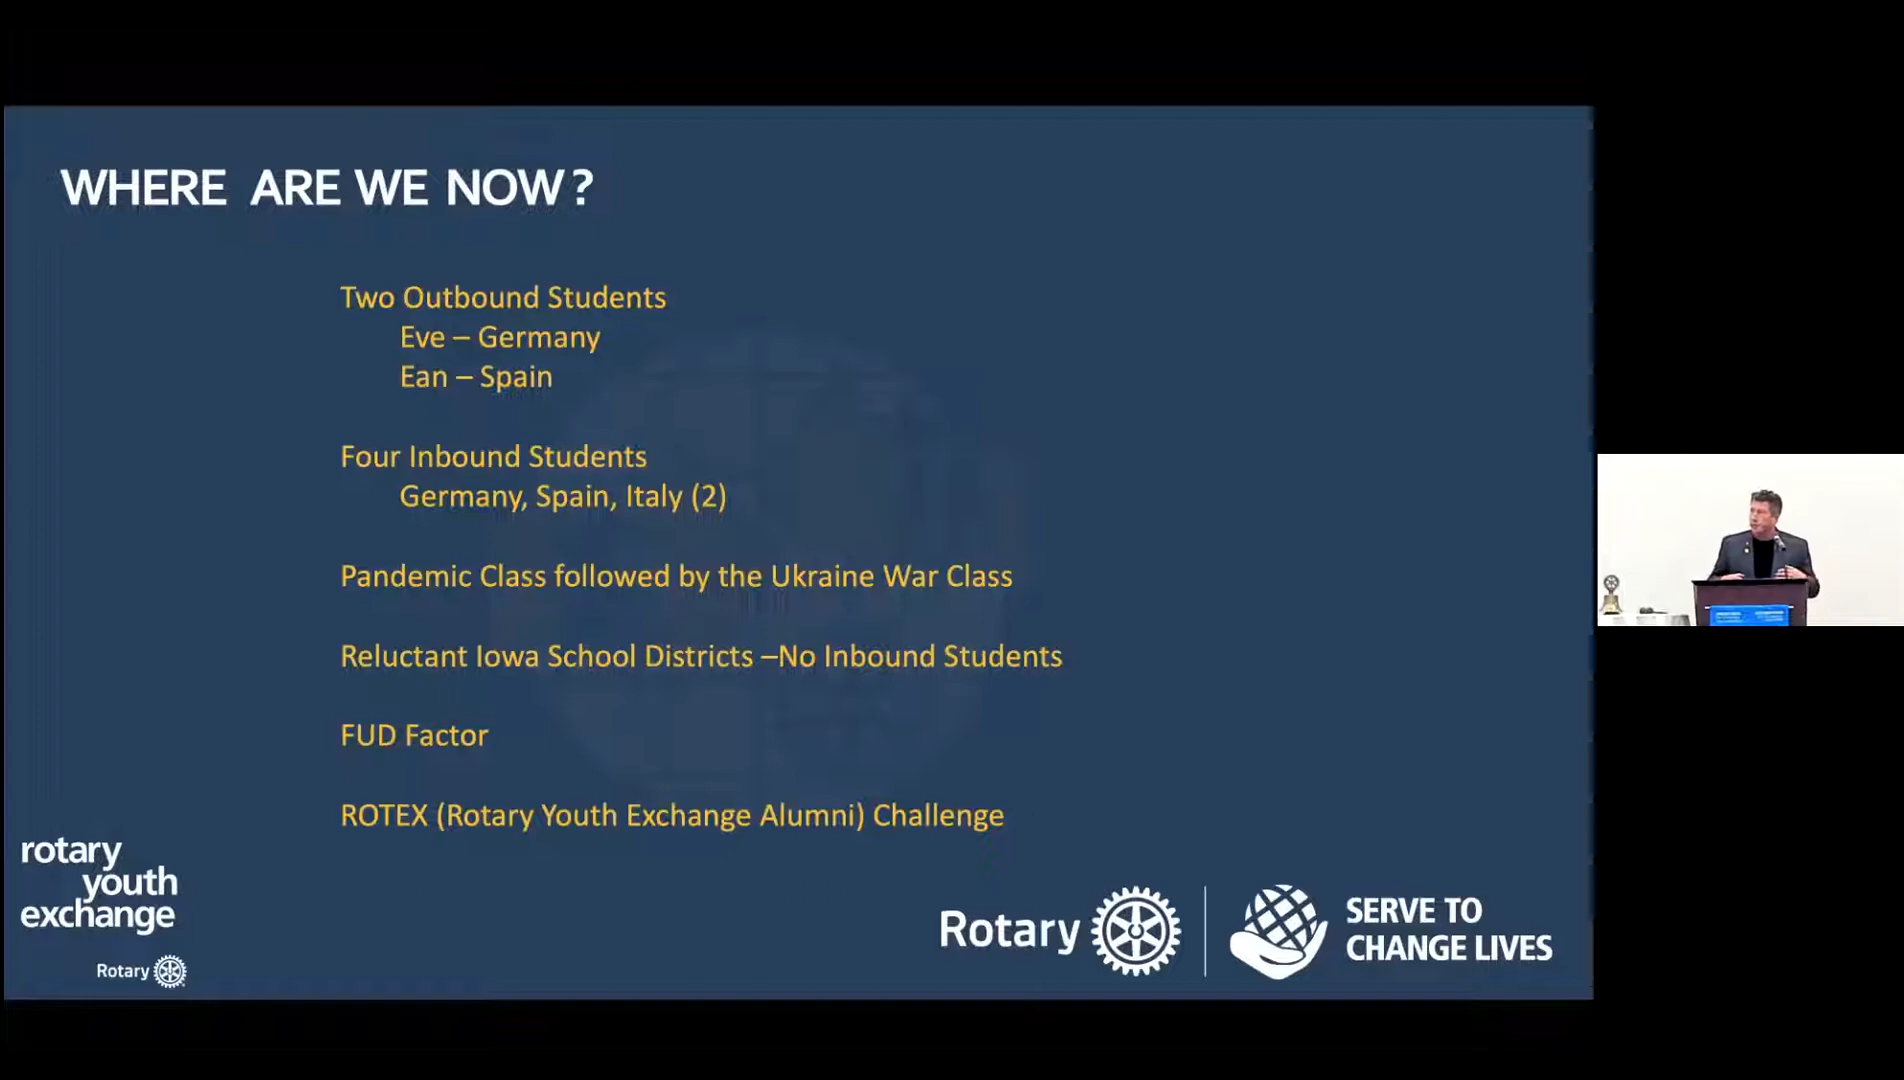 WHERE ARE WE NOW?
Two Outbound Students
Eve – Germany
Ean – Spain
Four Inbound Students
Germany, Spain, Italy (2)
Pandemic Class followed by the Ukraine War Class
Reluctant Iowa School Districts –No Inbound Students
FUD Factor
ROTEX (Rotary Youth Exchange Alumni) Challenge
rotary
youth
exchange
Rotary
Rotary
SERVE TO
CHANGE LIVES